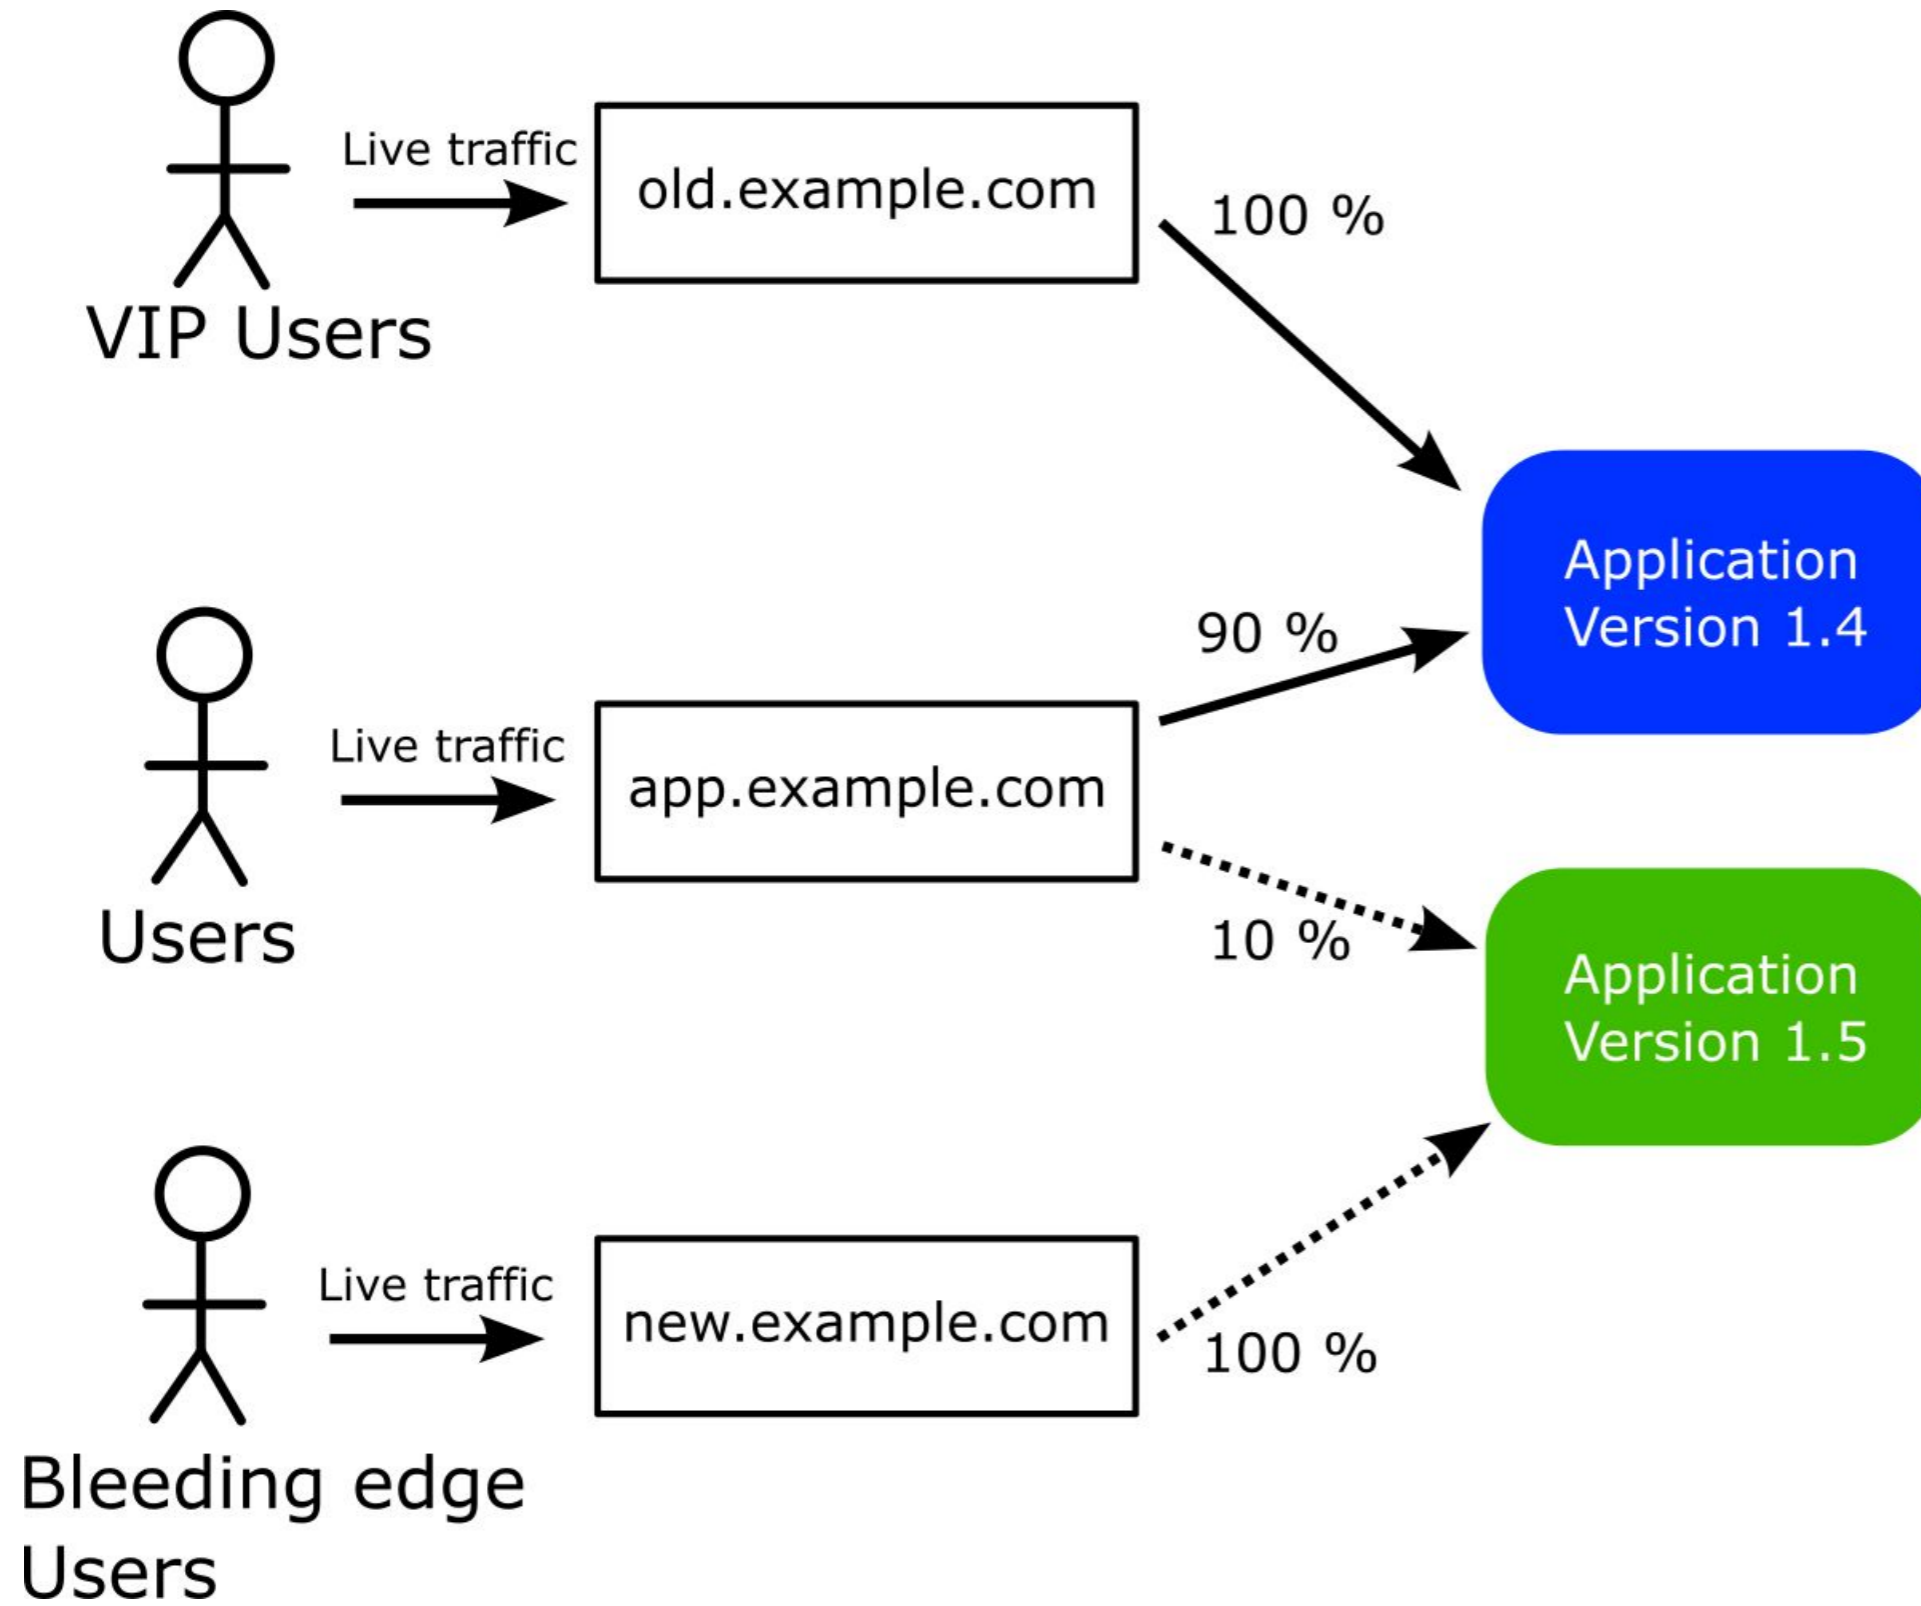 Live traffic
old.example.com
100 %
VIP Users
Application
Version 1.4
90 %
Live traffic
app.example.com
10 %
Users
Application
Version 1.5
Live traffic
new.example.com
100 %
Bleeding edge
Users